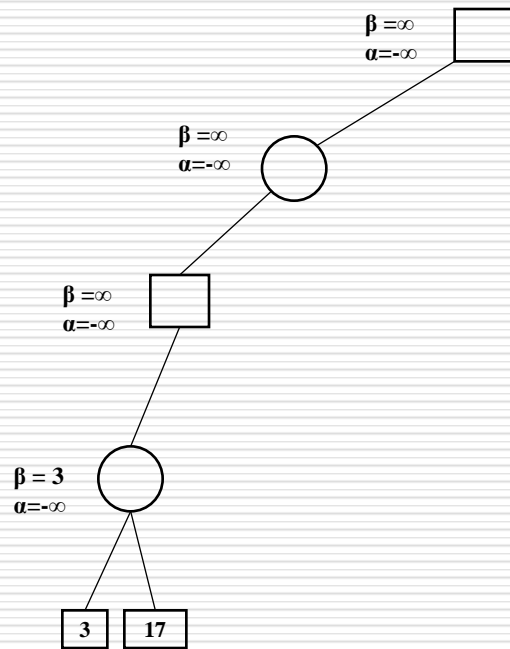 β =∞
α=-∞
β =∞
α=-∞
β =∞
α=-∞
β = 3
α=-∞
3
17